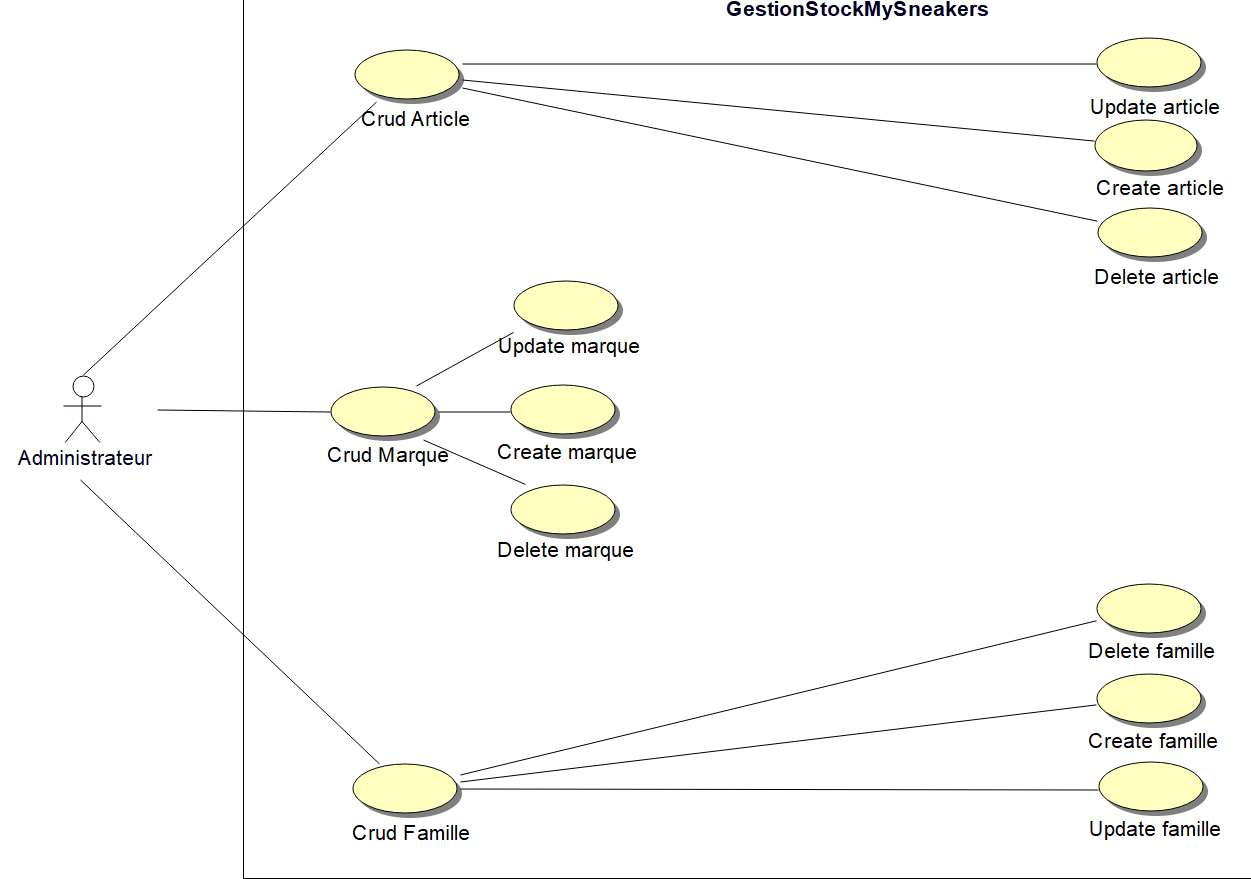 GestionStockMySneakers
Crud Article
Update article
Create article
Delete article
Update marque
Administrateur
Crud Marque
Create marque
Delete marque
Delete famille
Create famille
Crud Famille
Update famille